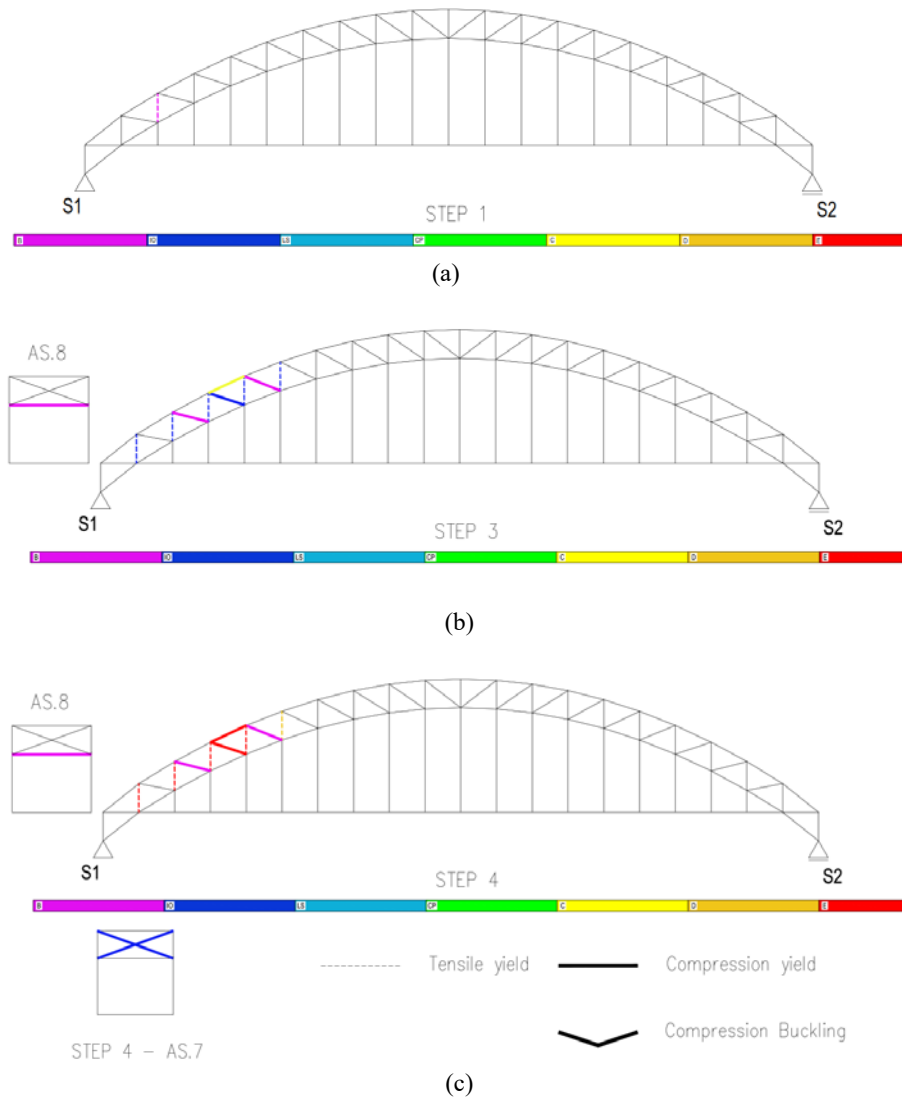 S1
S2
STEP 1
B IO LS CP C D E
(a)
AS.8
S1
S2
STEP 3
B IO LS CP C D E
(b)
AS.8
S1
S2
STEP 4
B IO LS CP C D E
Tensile yield
Compression yield
Compression Buckling
STEP 4 - AS.7
(c)